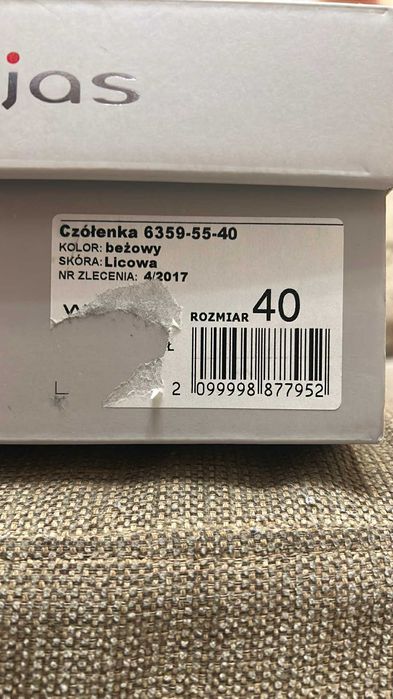 jas
Czółenka 6359-55-40
KOLOR: beżowy
SKÓRA: Licowa
NR ZLECENIA: 4/2017
ROZMIAR 40
2 099998 877952